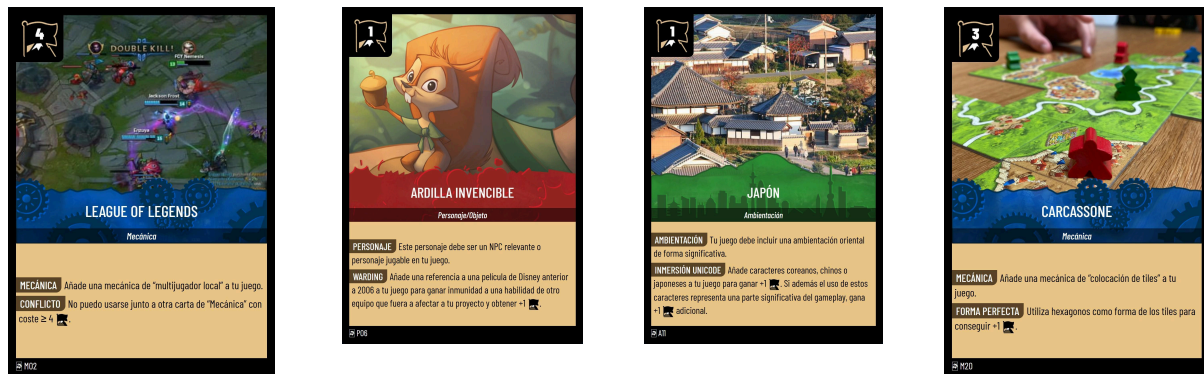 4
DOUBLE KILL!
Jackson Frost
LEAGUE OF LEGENDS
Mecánica
MECÁNICA Añade una mecánica de "multijugador local" a tu juego.
CONFLICTO No puedo usarse junto a otra carta de "Mecánica" con
coste ≥ 4 .
M02
1
ARDILLA INVENCIBLE
Personaje/Objeto
PERSONAJE Este personaje debe ser un NPC relevante o
personaje jugable en tu juego.
WARDING Añade una referencia a una película de Disney anterior
a 2006 a tu juego para ganar inmunidad a una habilidad de otro
equipo que fuera a afectar a tu proyecto y obtener +1 .
P06
1
JAPÓN
Ambientación
AMBIENTACIÓN Tu juego debe incluir una ambientación oriental
de forma significativa.
INMERSIÓN UNICODE Añade caracteres coreanos, chinos o
japoneses a tu juego para ganar +1 . Si además el uso de estos
caracteres representa una parte significativa del gameplay, gana
+1 adicional.
A11
3
CARCASSONE
Mecánica
MECÁNICA Añade una mecánica de "colocación de tiles" a tu
juego.
FORMA PERFECTA Utiliza hexagonos como forma de los tiles para
conseguir +1 .
M20